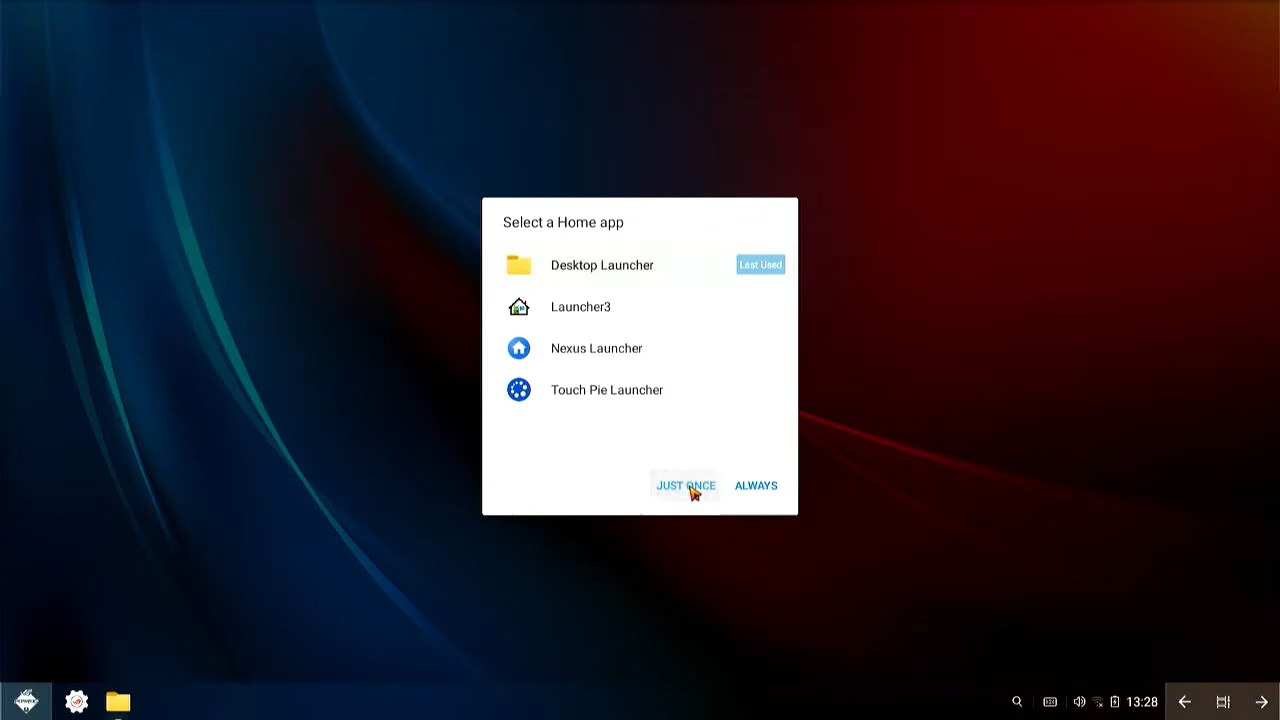 Select a Home app
Desktop Launcher
Last Used
Launcher3
Nexus Launcher
Touch Pie Launcher
JUST ONCE
ALWAYS
13:28